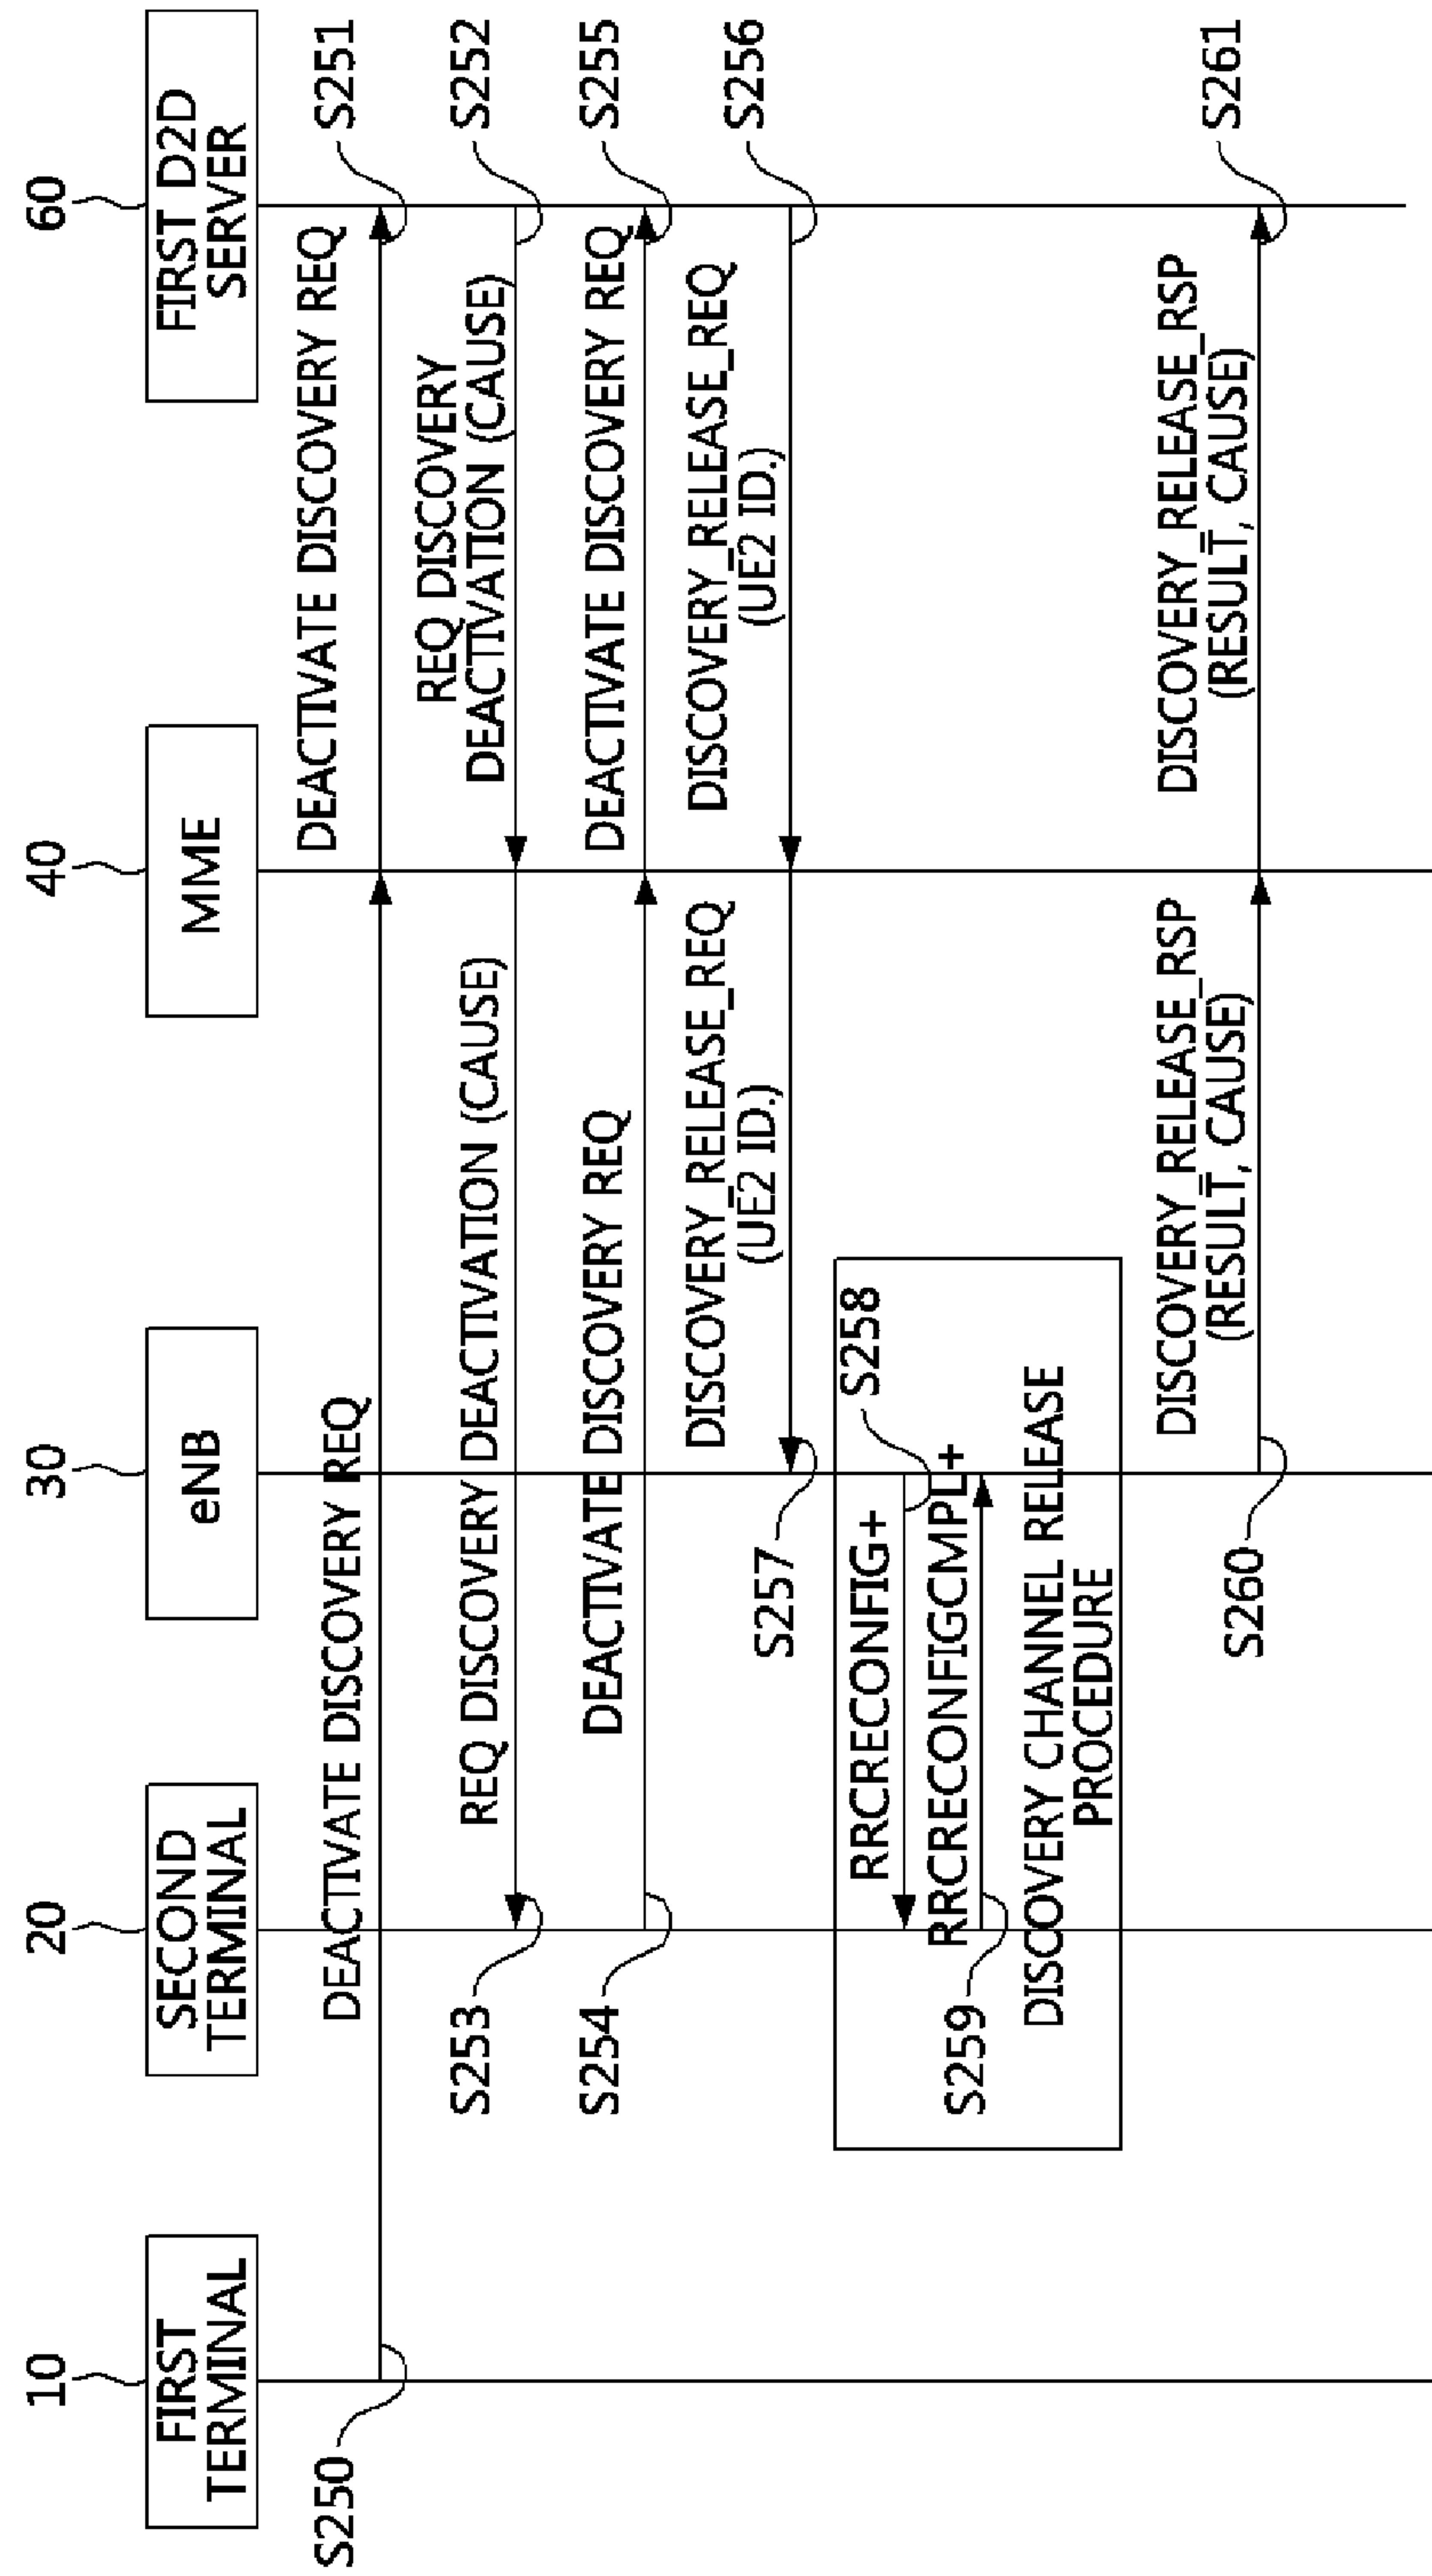 10
20
30
40
60
FIRST
TERMINAL
SECOND
TERMINAL
eNB
MME
FIRST D2D
SERVER
S250
DEACTIVATE DISCOVERY REQ
DEACTIVATE DISCOVERY REQ
S251
REQ DISCOVERY
DEACTIVATION (CAUSE)
S252
S253
REQ DISCOVERY DEACTIVATION (CAUSE)
S254
DEACTIVATE DISCOVERY REQ
DEACTIVATE DISCOVERY REQ
S255
DISCOVERY_RELEASE_REQ
(UE2 ID.)
S256
DISCOVERY_RELEASE_REQ
(UE2 ID.)
S257
RRCRECONFIG+
S258
RRCRECONFIGCMPL+
S259
DISCOVERY CHANNEL RELEASE
PROCEDURE
DISCOVERY_RELEASE_RSP
(RESULT, CAUSE)
S260
DISCOVERY_RELEASE_RSP
(RESULT, CAUSE)
S261